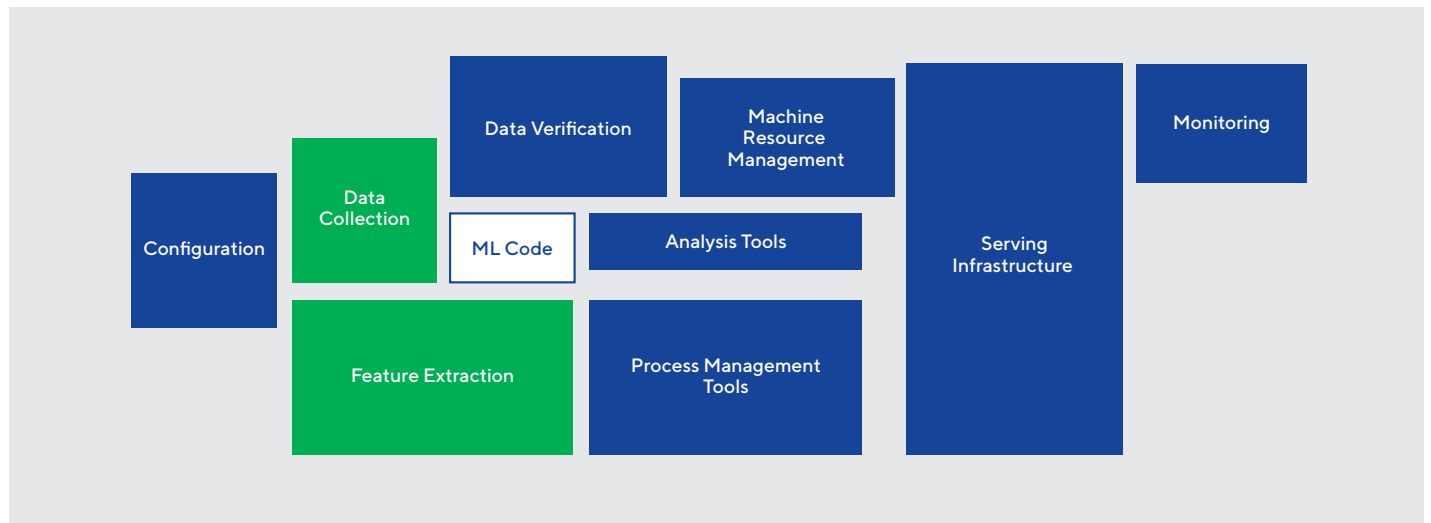 Configuration
Data
Collection
Data Verification
ML Code
Feature Extraction
Machine
Resource
Management
Analysis Tools
Process Management
Tools
Serving
Infrastructure
Monitoring